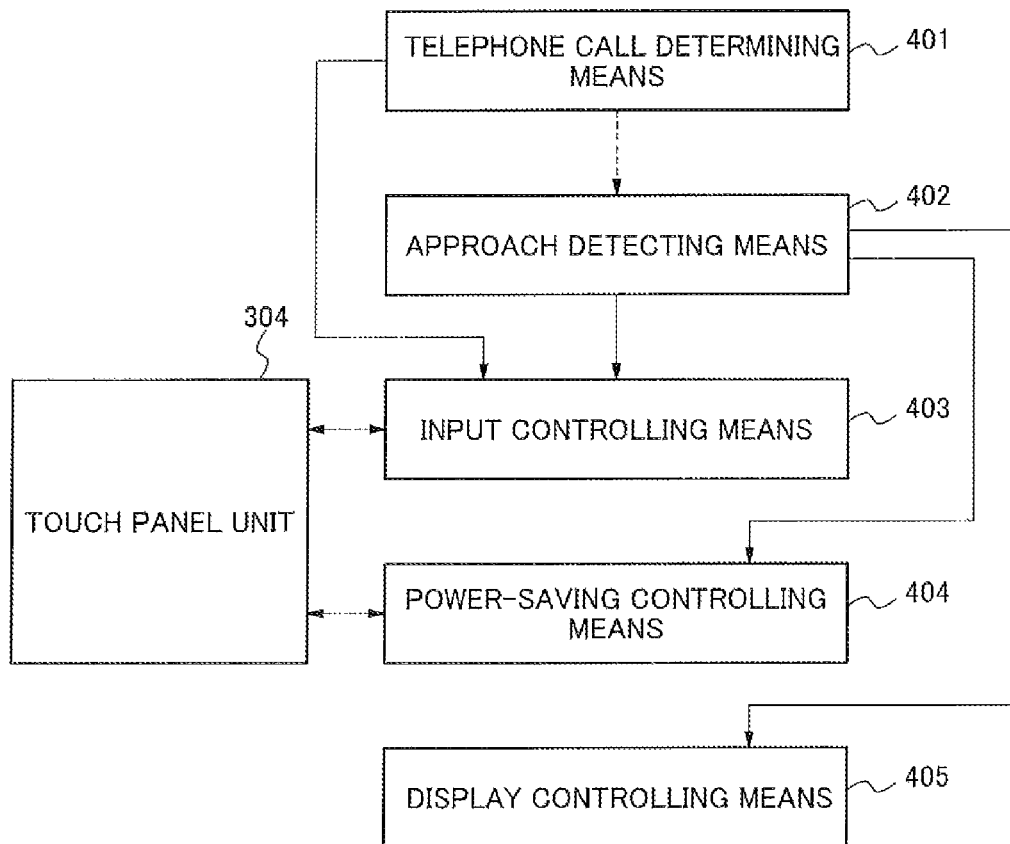 TELEPHONE CALL DETERMINING
MEANS
401
APPROACH DETECTING MEANS
402
304
TOUCH PANEL UNIT
INPUT CONTROLLING MEANS
403
POWER-SAVING CONTROLLING
MEANS
404
DISPLAY CONTROLLING MEANS
405